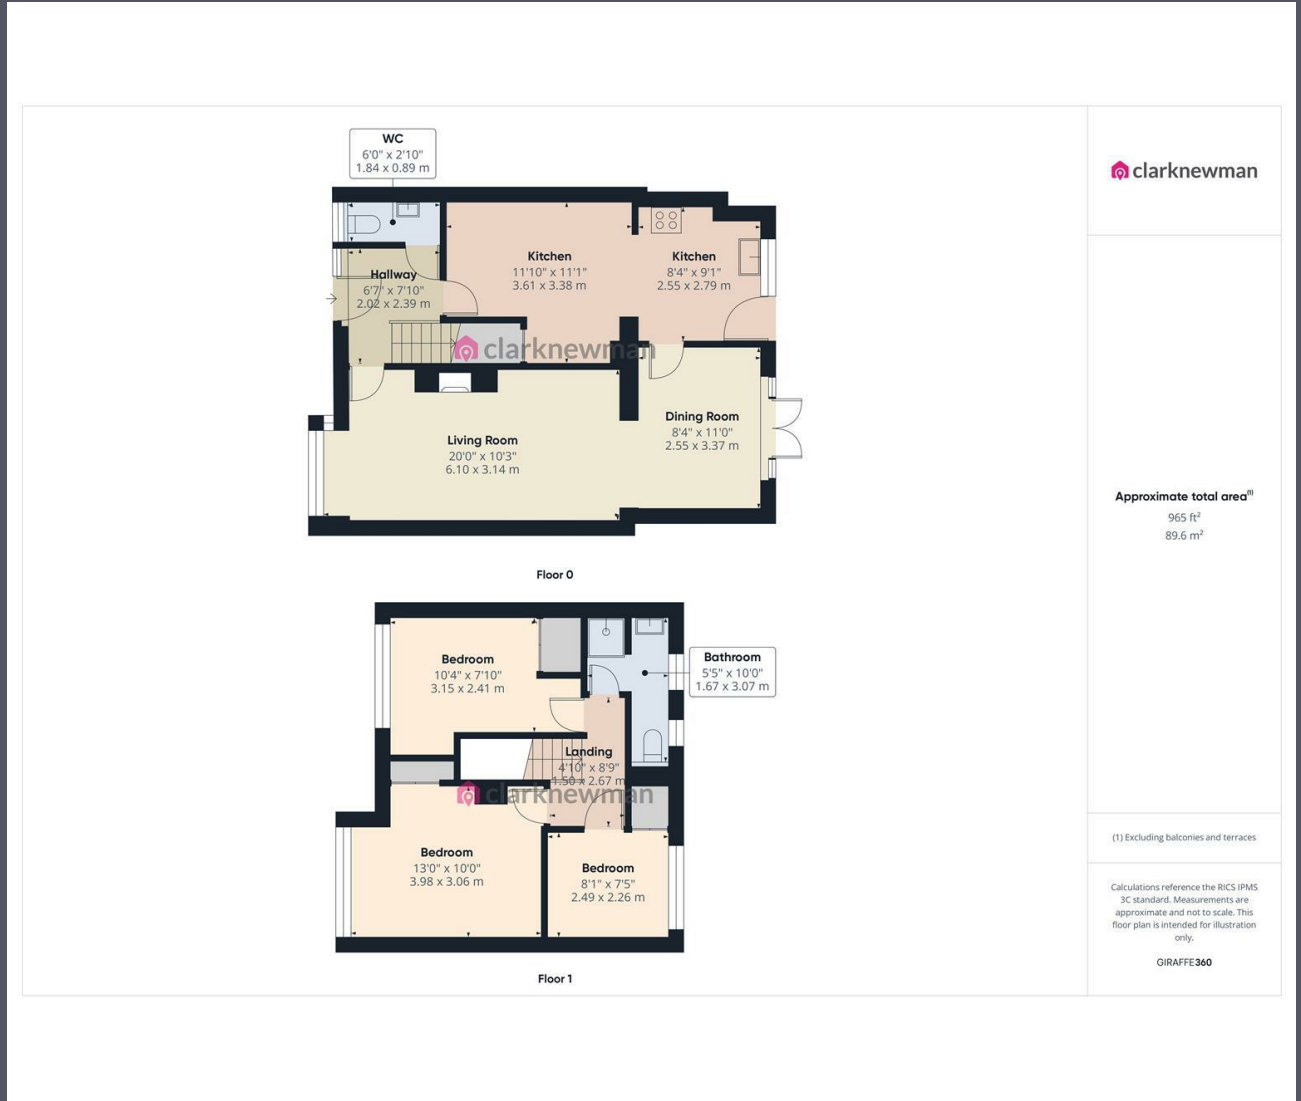 WC
6'0" x 2'10"
1.84 x 0.89 m
Kitchen
11'10" x 11'1"
3.61 x 3.38 m
Kitchen
8'4" x 9'1"
2.55 x 2.79 m
Hallway
6'7" x 7'10"
2.02 x 2.39 m
clarknewman
Living Room
20'0" x 10'3"
6.10 x 3.14 m
Dining Room
8'4" x 11'0"
2.55 x 3.37 m
Floor 0
Bedroom
10'4" x 7'10"
3.15 x 2.41 m
Bathroom
5'5" x 10'0"
1.67 x 3.07 m
Landing
4'10" x 8'9"
1.50 x 2.67 m
clarknewman
Bedroom
13'0" x 10'0"
3.98 x 3.06 m
Bedroom
8'1" x 7'5"
2.49 x 2.26 m
Floor 1
clarknewman
Approximate total area(1)
965 ft²
89.6 m²
(1) Excluding balconies and terraces
Calculations reference the RICS IPMS
3C standard. Measurements are
approximate and not to scale. This
floor plan is intended for illustration
only.
GIRAFFE360